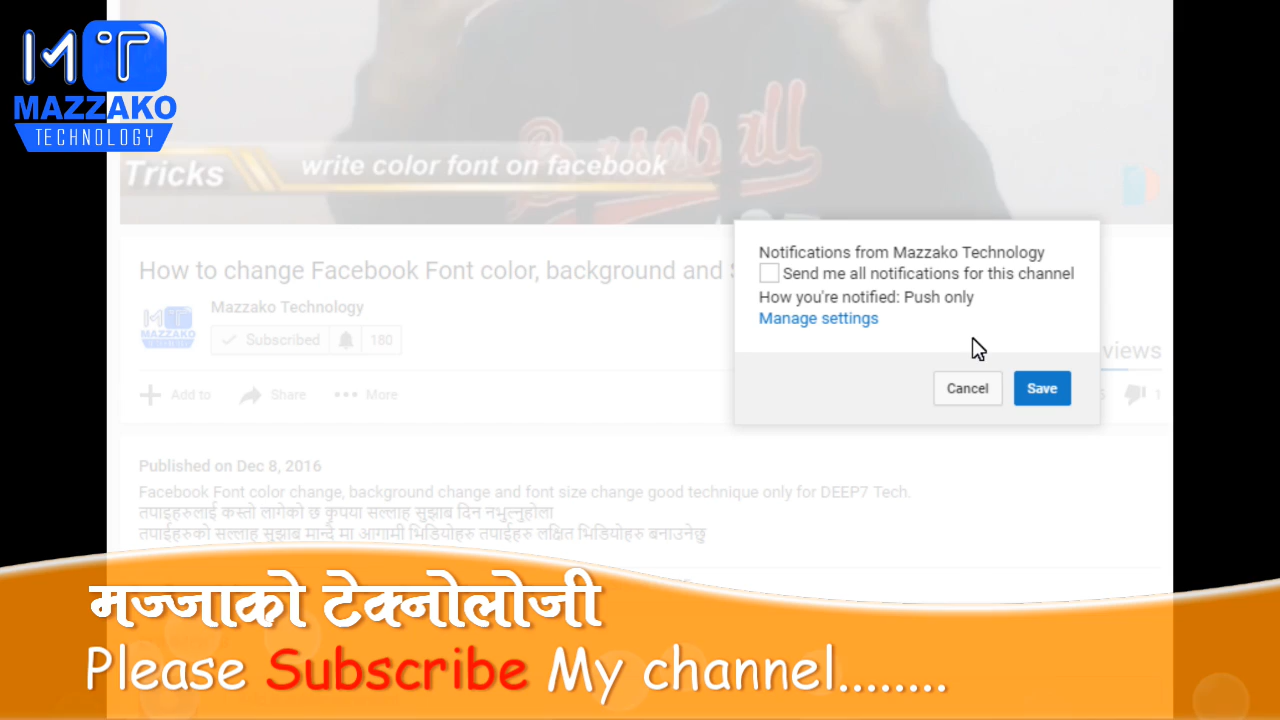 MT
MAZZAKO
TECHNOLOGY
Baseball
Tricks
write color font on facebook
How to change Facebook Font color, background and
Mazzako Technology
Subscribed
180
Add to
Share
More
views
1
Notifications from Mazzako Technology
Send me all notifications for this channel
How you're notified: Push only
Manage settings
Cancel
Save
Published on Dec 8, 2016
Facebook Font color change, background change and font size change good technique only for DEEP7 Tech.
तपाइहरुलाई कस्तो लागेको छ कृपया सल्लाह सुझाब दिन नभुल्नुहोला
तपाईहरुको सल्लाह सुझाब मान्दै मा आगामी भिडियोहरु तपाईहरु लक्षित भिडियोहरु बनाउनेछु
मज्जाको टेक्नोलोजी
Please Subscribe My channel........